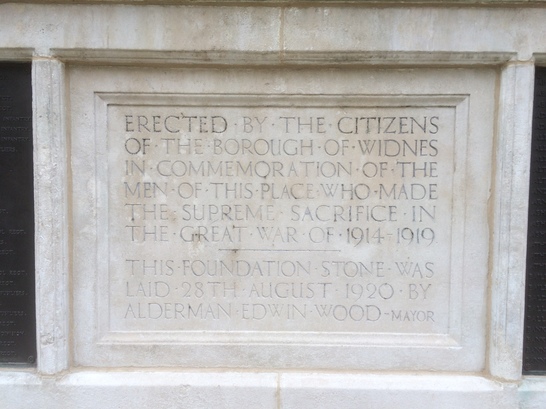 ERECTED · BY · THE · CITIZENS
OF · THE · BOROUGH · OF · WIDNES
IN · COMMEMORATION · OF · THE
MEN · OF · THIS · PLACE · WHO · MADE
THE · SUPREME · SACRIFICE · IN
THE · GREAT · WAR · OF · 1914-1919
THIS · FOUNDATION · STONE · WAS
LAID · 28TH · AUGUST · 1920 · BY
ALDERMAN · EDWIN · WOOD - MAYOR